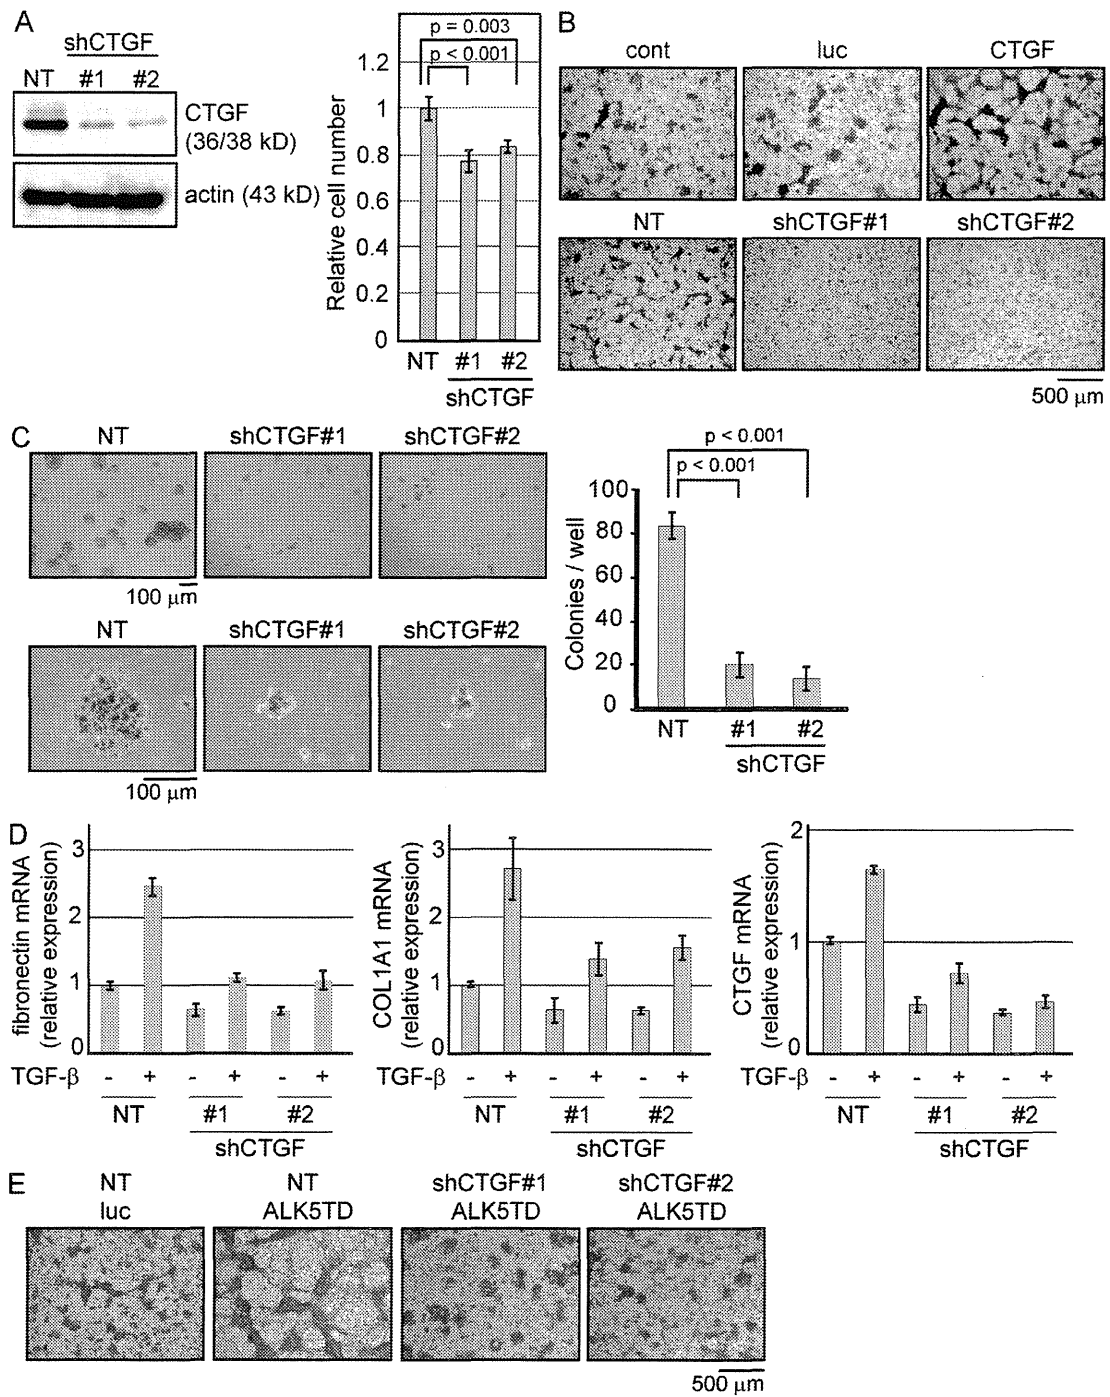 A
shCTGF
NT #1 #2
CTGF
(36/38 kD)
actin (43 kD)
p = 0.003
p < 0.001
Relative cell number
1.2
1
0.8
0.6
0.4
0.2
0
NT #1 #2
shCTGF
B
cont luc CTGF
NT shCTGF#1 shCTGF#2
500 μm
C
NT shCTGF#1 shCTGF#2
100 μm
NT shCTGF#1 shCTGF#2
100 μm
p < 0.001
p < 0.001
Colonies / well
100
80
60
40
20
0
NT #1 #2
shCTGF
D
fibronectin mRNA
(relative expression)
3
2
1
0
TGF-β - + - + - +
NT #1 #2
shCTGF
COL1A1 mRNA
(relative expression)
3
2
1
0
TGF-β - + - + - +
NT #1 #2
shCTGF
CTGF mRNA
(relative expression)
2
1
0
TGF-β - + - + - +
NT #1 #2
shCTGF
E
NT NT shCTGF#1 shCTGF#2
luc ALK5TD ALK5TD ALK5TD
500 μm